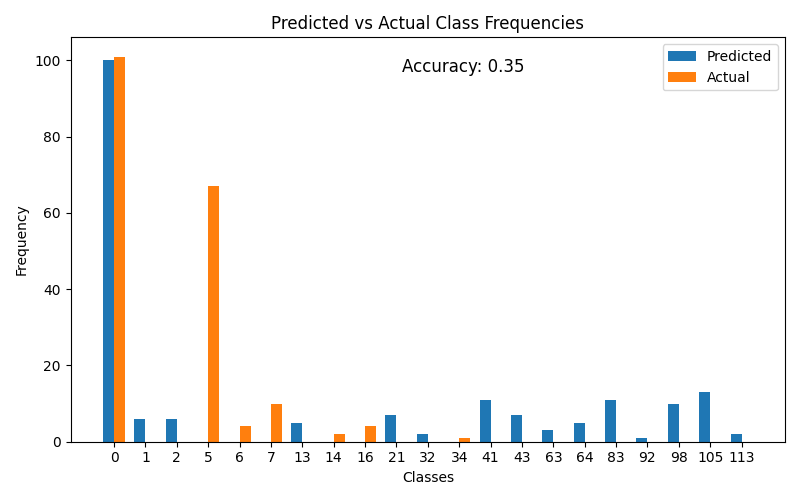 Predicted vs Actual Class Frequencies
Accuracy: 0.35
Predicted
Actual
Frequency
100
80
60
40
20
0
0 1 2 5 6 7 13 14 16 21 32 34 41 43 63 64 83 92 98 105 113
Classes